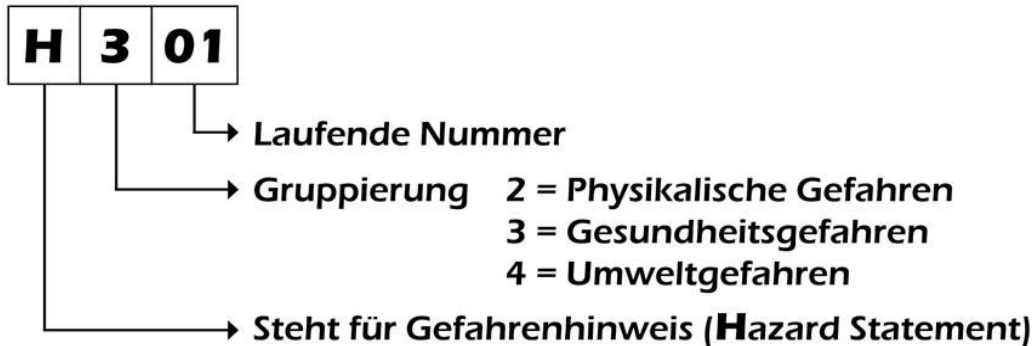 H 3 01
Laufende Nummer
Gruppierung 2 = Physikalische Gefahren
3 = Gesundheitsgefahren
4 = Umweltgefahren
Steht für Gefahrenhinweis (Hazard Statement)